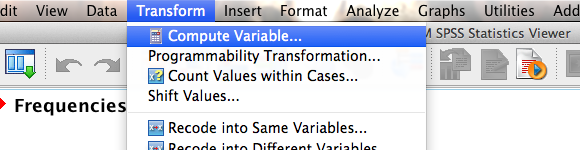 dit View Data Transform Insert Format Analyze Graphs Utilities Add
Compute Variable... M SPSS Statistics Viewer
Programmability Transformation...
Count Values within Cases...
Shift Values...
Frequencies
Recode into Same Variables...
Recode into Different Variables